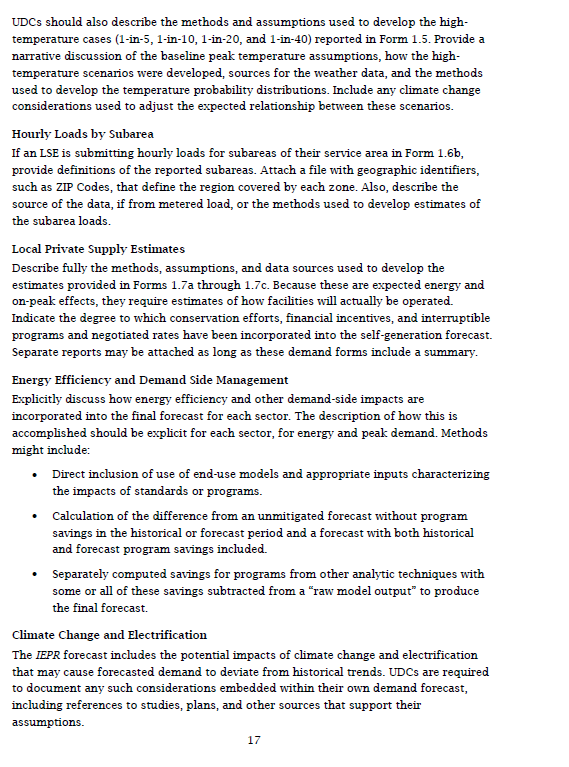 UDCs should also describe the methods and assumptions used to develop the high-
temperature cases (1-in-5, 1-in-10, 1-in-20, and 1-in-40) reported in Form 1.5. Provide a
narrative discussion of the baseline peak temperature assumptions, how the high-
temperature scenarios were developed, sources for the weather data, and the methods
used to develop the temperature probability distributions. Include any climate change
considerations used to adjust the expected relationship between these scenarios.
Hourly Loads by Subarea
If an LSE is submitting hourly loads for subareas of their service area in Form 1.6b,
provide definitions of the reported subareas. Attach a file with geographic identifiers,
such as ZIP Codes, that define the region covered by each zone. Also, describe the
source of the data, if from metered load, or the methods used to develop estimates of
the subarea loads.
Local Private Supply Estimates
Describe fully the methods, assumptions, and data sources used to develop the
estimates provided in Forms 1.7a through 1.7c. Because these are expected energy and
on-peak effects, they require estimates of how facilities will actually be operated.
Indicate the degree to which conservation efforts, financial incentives, and interruptible
programs and negotiated rates have been incorporated into the self-generation forecast.
Separate reports may be attached as long as these demand forms include a summary.
Energy Efficiency and Demand Side Management
Explicitly discuss how energy efficiency and other demand-side impacts are
incorporated into the final forecast for each sector. The description of how this is
accomplished should be explicit for each sector, for energy and peak demand. Methods
might include:
• Direct inclusion of use of end-use models and appropriate inputs characterizing
the impacts of standards or programs.
• Calculation of the difference from an unmitigated forecast without program
savings in the historical or forecast period and a forecast with both historical
and forecast program savings included.
• Separately computed savings for programs from other analytic techniques with
some or all of these savings subtracted from a “raw model output” to produce
the final forecast.
Climate Change and Electrification
The IEPR forecast includes the potential impacts of climate change and electrification
that may cause forecasted demand to deviate from historical trends. UDCs are required
to document any such considerations embedded within their own demand forecast,
including references to studies, plans, and other sources that support their
assumptions.
17